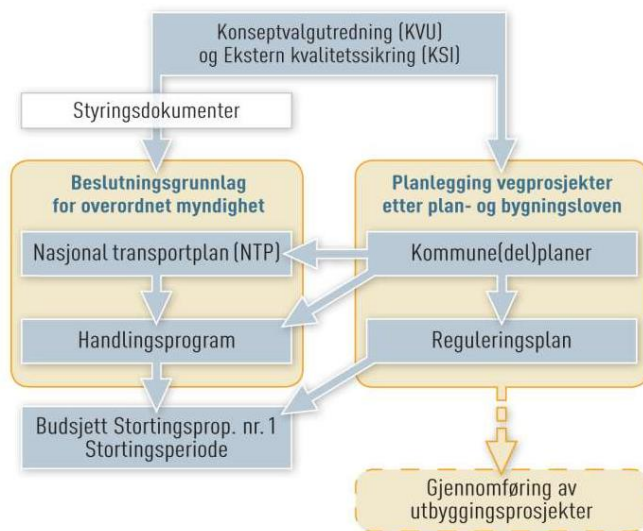 Konseptvalgutredning (KVU)
og Ekstern kvalitetssikring (KSI)
Styringsdokumenter
Beslutningsgrunnlag
for overordnet myndighet
Nasjonal transportplan (NTP)
Handlingsprogram
Budsjett Stortingsprop. nr. 1
Stortingsperiode
Planlegging vegprosjekter
etter plan- og bygningsloven
Kommune(del)planer
Reguleringsplan
Gjennomføring av
utbyggingsprosjekter